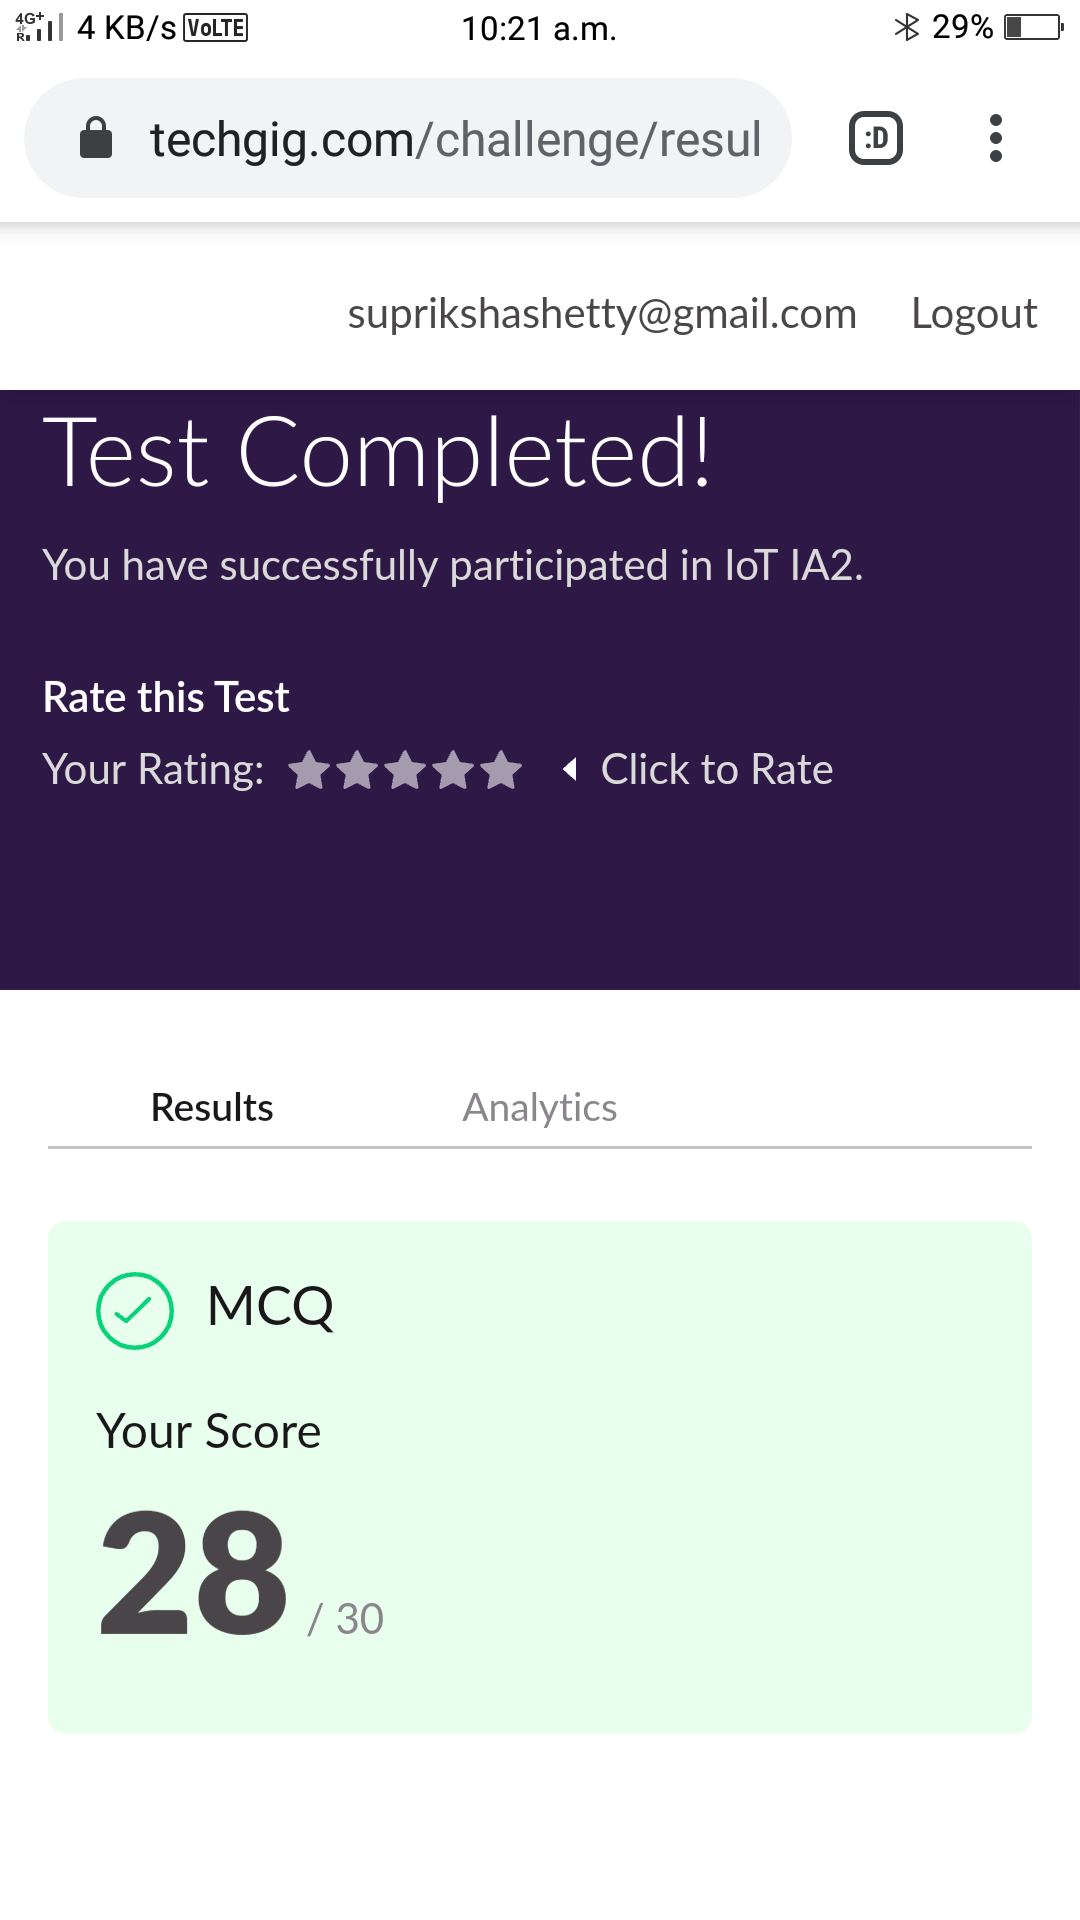 4G+ R 4 KB/s VoLTE 10:21 a.m. 29%
techgig.com/challenge/resul :D
suprikshashetty@gmail.com Logout
Test Completed!
You have successfully participated in IoT IA2.
Rate this Test
Your Rating: Click to Rate
Results Analytics
MCQ
Your Score
28 / 30